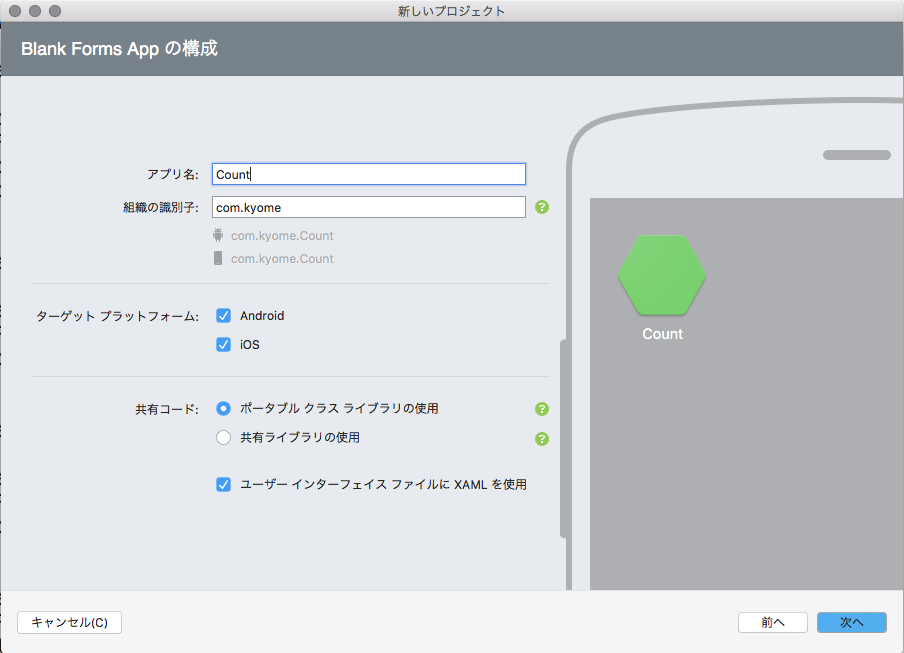 新しいプロジェクト
Blank Forms App の構成
アプリ名: Count
組織の識別子: com.kyome ?
com.kyome.Count
com.kyome.Count
Count
ターゲット プラットフォーム: Android
iOS
共有コード: ポータブル クラス ライブラリの使用 ?
共有ライブラリの使用 ?
ユーザー インターフェイス ファイルに XAML を使用
キャンセル(C) 前へ 次へ